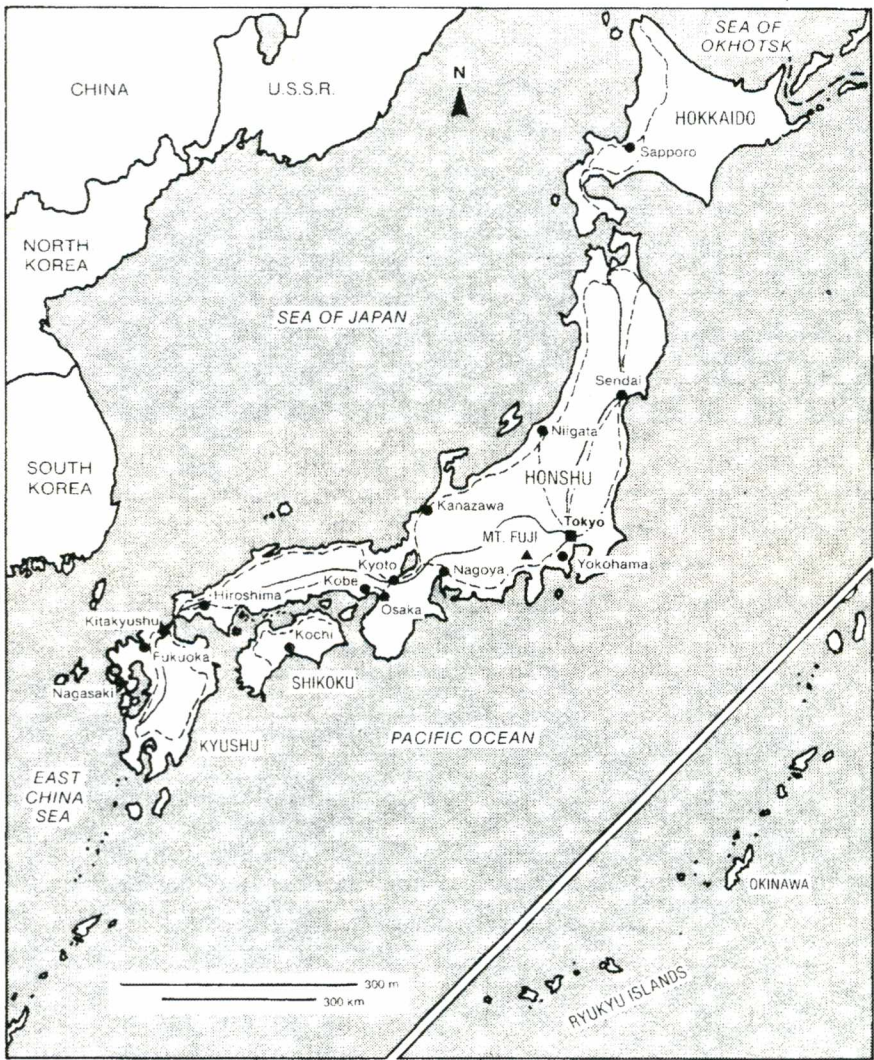 SEA OF
OKHOTSK
CHINA
U.S.S.R.
N
HOKKAIDO
Sapporo
NORTH
KOREA
SEA OF JAPAN
Sendai
Niigata
SOUTH
KOREA
HONSHU
Kanazawa
Tokyo
MT. FUJI
Kyoto
Nagoya
Yokohama
Kobe
Hiroshima
Osaka
Kitakyushu
Kochi
Fukuoka
SHIKOKU
Nagasaki
KYUSHU
PACIFIC OCEAN
EAST
CHINA
SEA
OKINAWA
300 m
300 km
RYUKYU ISLANDS